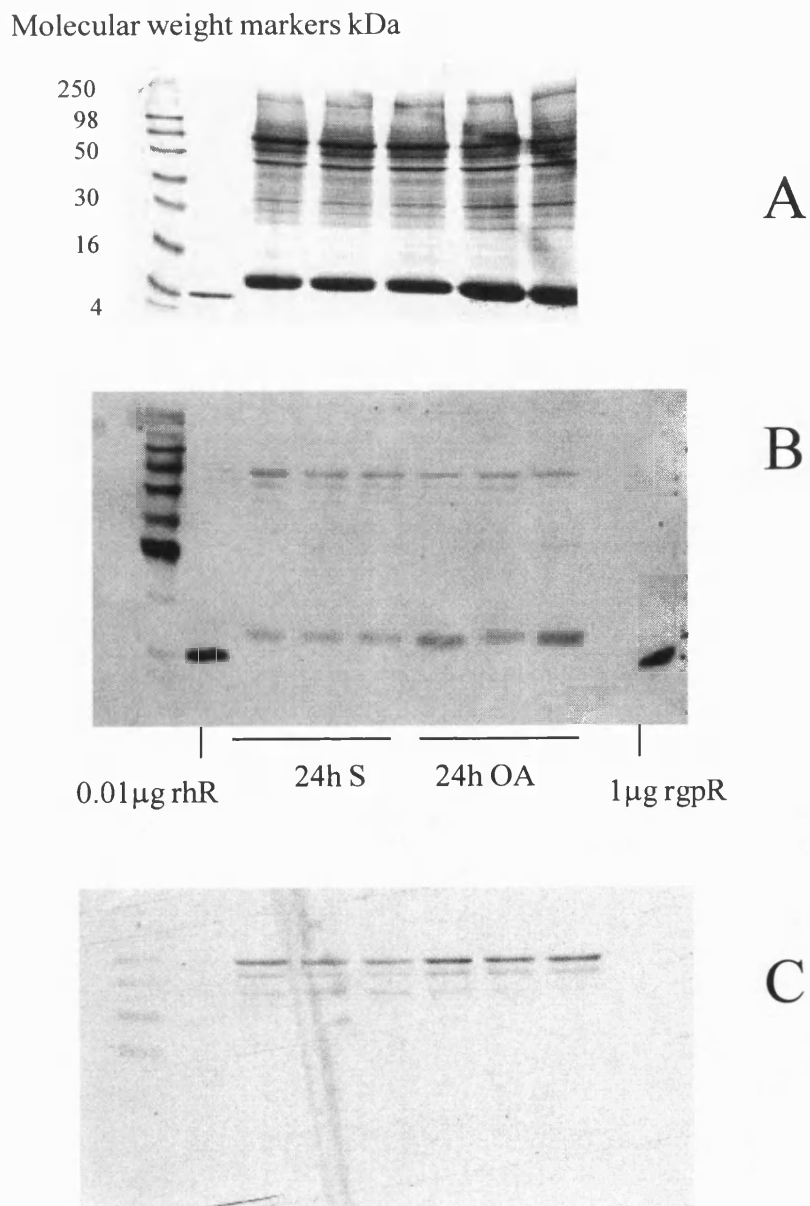 Molecular weight markers kDa
250
98
50
30
16
4
A
B
0.01µg rhR
24h S
24h OA
1µg rgpR
C